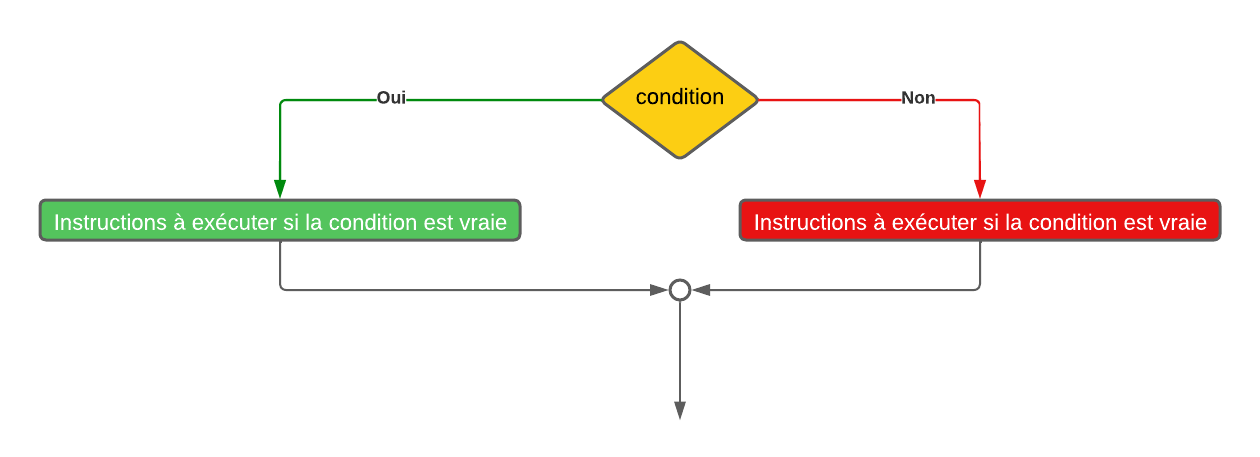 condition
Oui
Non
Instructions à exécuter si la condition est vraie
Instructions à exécuter si la condition est vraie